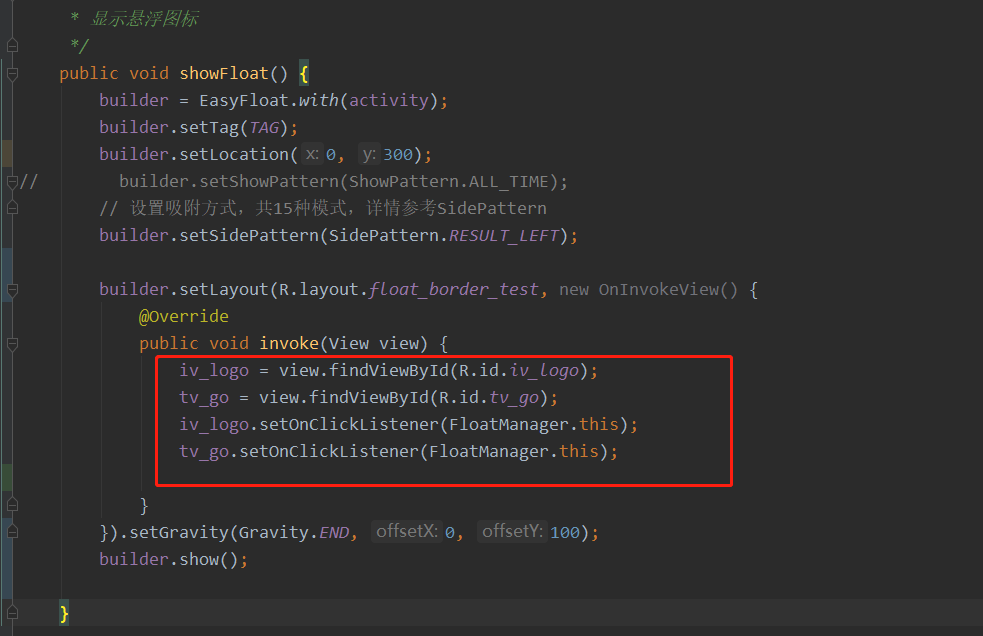 * 显示悬浮图标
*/
public void showFloat() {
builder = EasyFloat.with(activity);
builder.setTag(TAG);
builder.setLocation( x: 0, y: 300);
// builder.setShowPattern(ShowPattern.ALL_TIME);
// 设置吸附方式，共15种模式，详情参考SidePattern
builder.setSidePattern(SidePattern.RESULT_LEFT);
builder.setLayout(R.layout.float_border_test, new OnInvokeView() {
@Override
public void invoke(View view) {
iv_logo = view.findViewById(R.id.iv_logo);
tv_go = view.findViewById(R.id.tv_go);
iv_logo.setOnClickListener(FloatManager.this);
tv_go.setOnClickListener(FloatManager.this);
}
}).setGravity(Gravity.END, offsetX: 0, offsetY: 100);
builder.show();
}